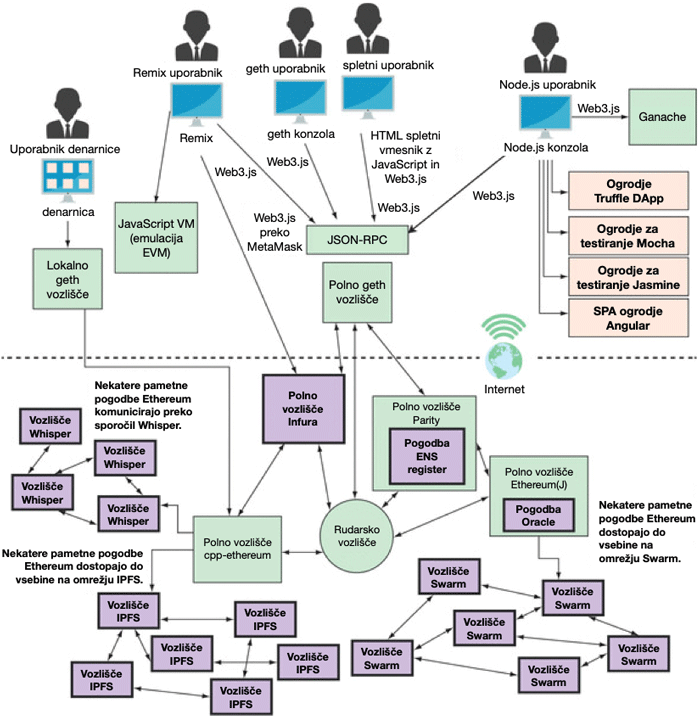 Remix uporabnik
geth uporabnik
spletni uporabnik
Node.js uporabnik
Web3.js
Ganache
Uporabnik denarnice
Remix
geth konzola
Node.js konzola
HTML spletni
vmesnik z
JavaScript in
Web3.js
Web3.js
Web3.js
Web3.js
Web3.js
denarnica
Ogrodje
Truffle DApp
JavaScript VM
(emulacija
EVM)
Web3.js
preko
MetaMask
JSON-RPC
Ogrodje za
testiranje Mocha
Lokalno
geth
vozlišče
Polno geth
vozlišče
Ogrodje za
testiranje Jasmine
SPA ogrodje
Angular
Internet
Nekatere pametne
pogodbe Ethereum
komunicirajo preko
sporočil Whisper.
Polno
vozlišče
Infura
Polno vozlišče
Parity
Pogodba
ENS
register
Vozlišče
Whisper
Vozlišče
Whisper
Vozlišče
Whisper
Vozlišče
Whisper
Polno vozlišče
Ethereum(J)
Pogodba
Oracle
Nekatere pametne
pogodbe Ethereum
dostopajo do
vsebine na
omrežju Swarm.
Polno vozlišče
cpp-ethereum
Rudarsko
vozlišče
Nekatere pametne pogodbe
Ethereum dostopajo do
vsebine na omrežju IPFS.
Vozlišče
IPFS
Vozlišče
IPFS
Vozlišče
IPFS
Vozlišče
IPFS
Vozlišče
IPFS
Vozlišče
IPFS
Vozlišče
Swarm
Vozlišče
Swarm
Vozlišče
Swarm
Vozlišče
Swarm
Vozlišče
Swarm
Vozlišče
Swarm